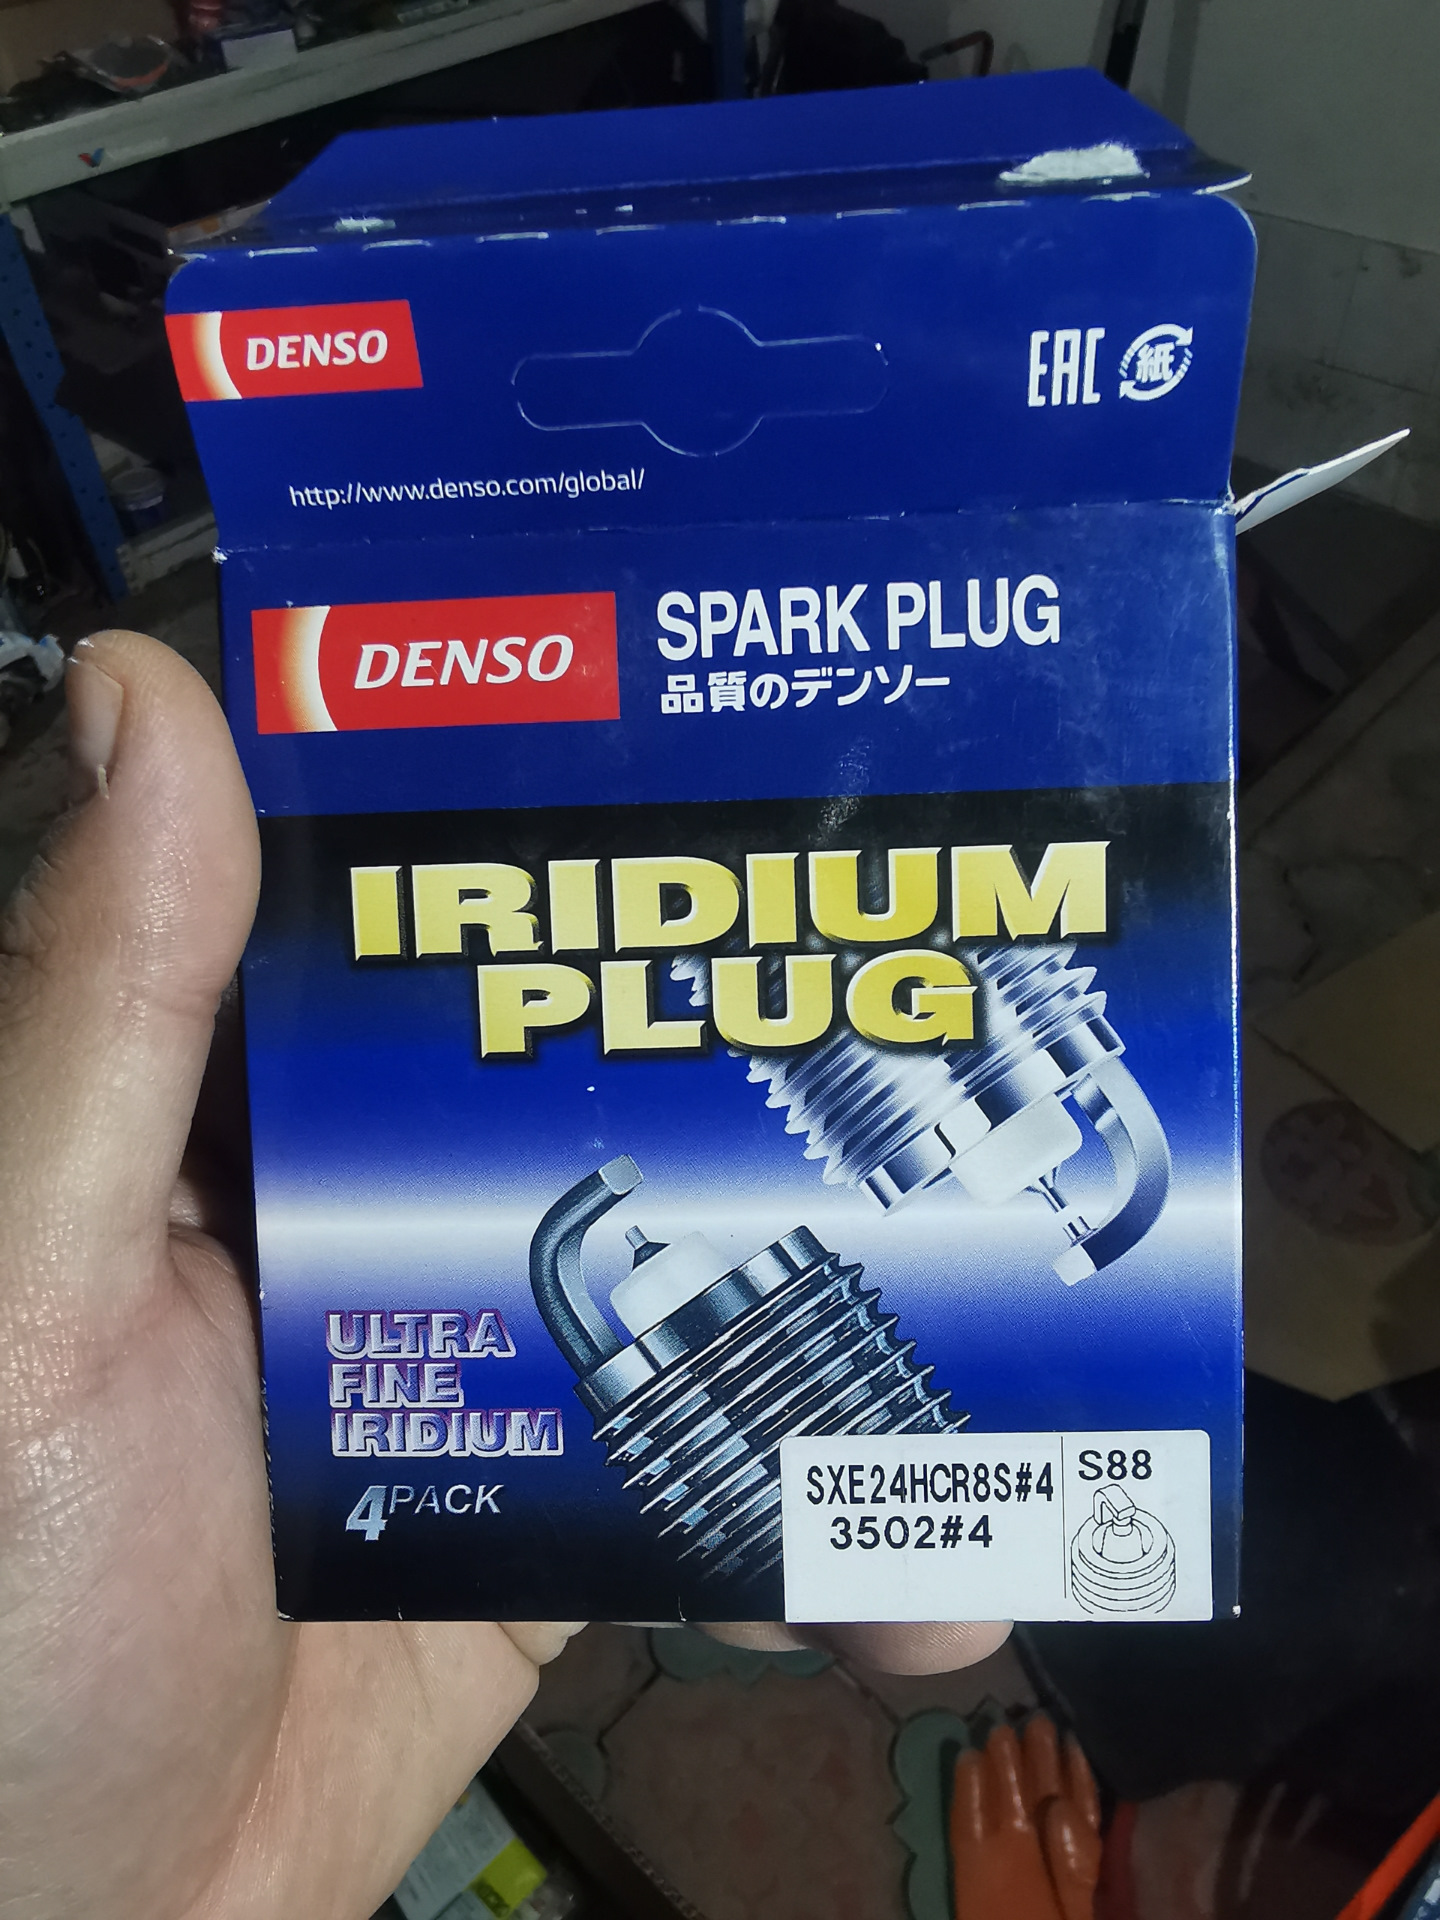 DENSO
EAC 紙
http://www.denso.com/global/
DENSO
SPARK PLUG
品質のデンソー
IRIDIUM
PLUG
ULTRA
FINE
IRIDIUM
4PACK
SXE24HCR8S#4
3502#4
S88